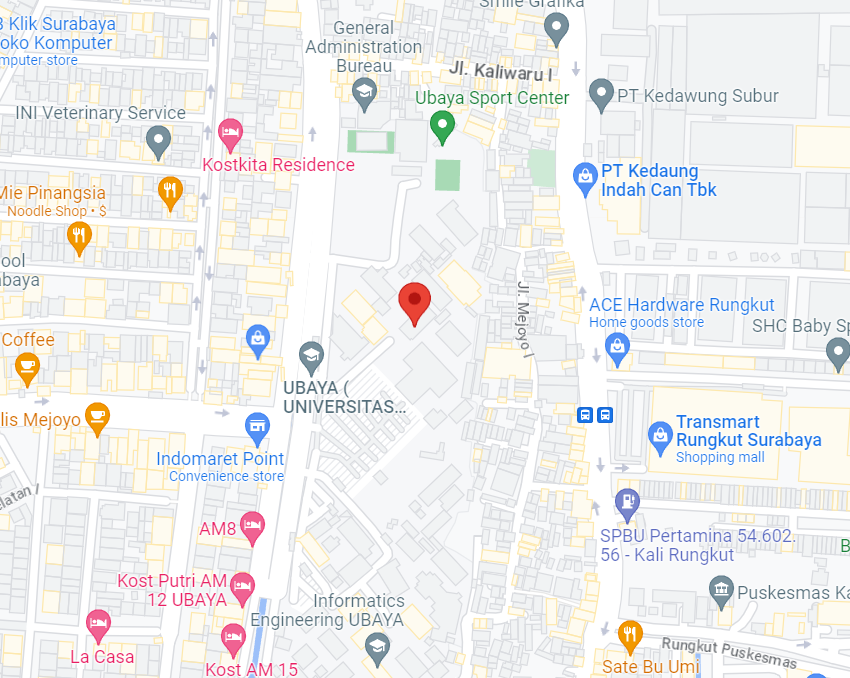 Smile Grafika
3 Klik Surabaya
oko Komputer
mputer store
General
Administration
Bureau
Jl. Kaliwaru I
Ubaya Sport Center
PT Kedawung Subur
INI Veterinary Service
Kostkita Residence
PT Kedaung
Indah Can Tbk
Mie Pinangsia
Noodle Shop • $
ool
abaya
Jl. Mejoyo I
ACE Hardware Rungkut
Home goods store
SHC Baby Sp
Coffee
UBAYA (
UNIVERSITAS...
lis Mejoyo
Transmart
Rungkut Surabaya
Shopping mall
Indomaret Point
Convenience store
elatan I
AM8
SPBU Pertamina 54.602.
56 - Kali Rungkut
B
Kost Putri AM
12 UBAYA
Informatics
Engineering UBAYA
Puskesmas Ka
La Casa
Kost AM 15
Sate Bu Umi
Rungkut Puskesmas